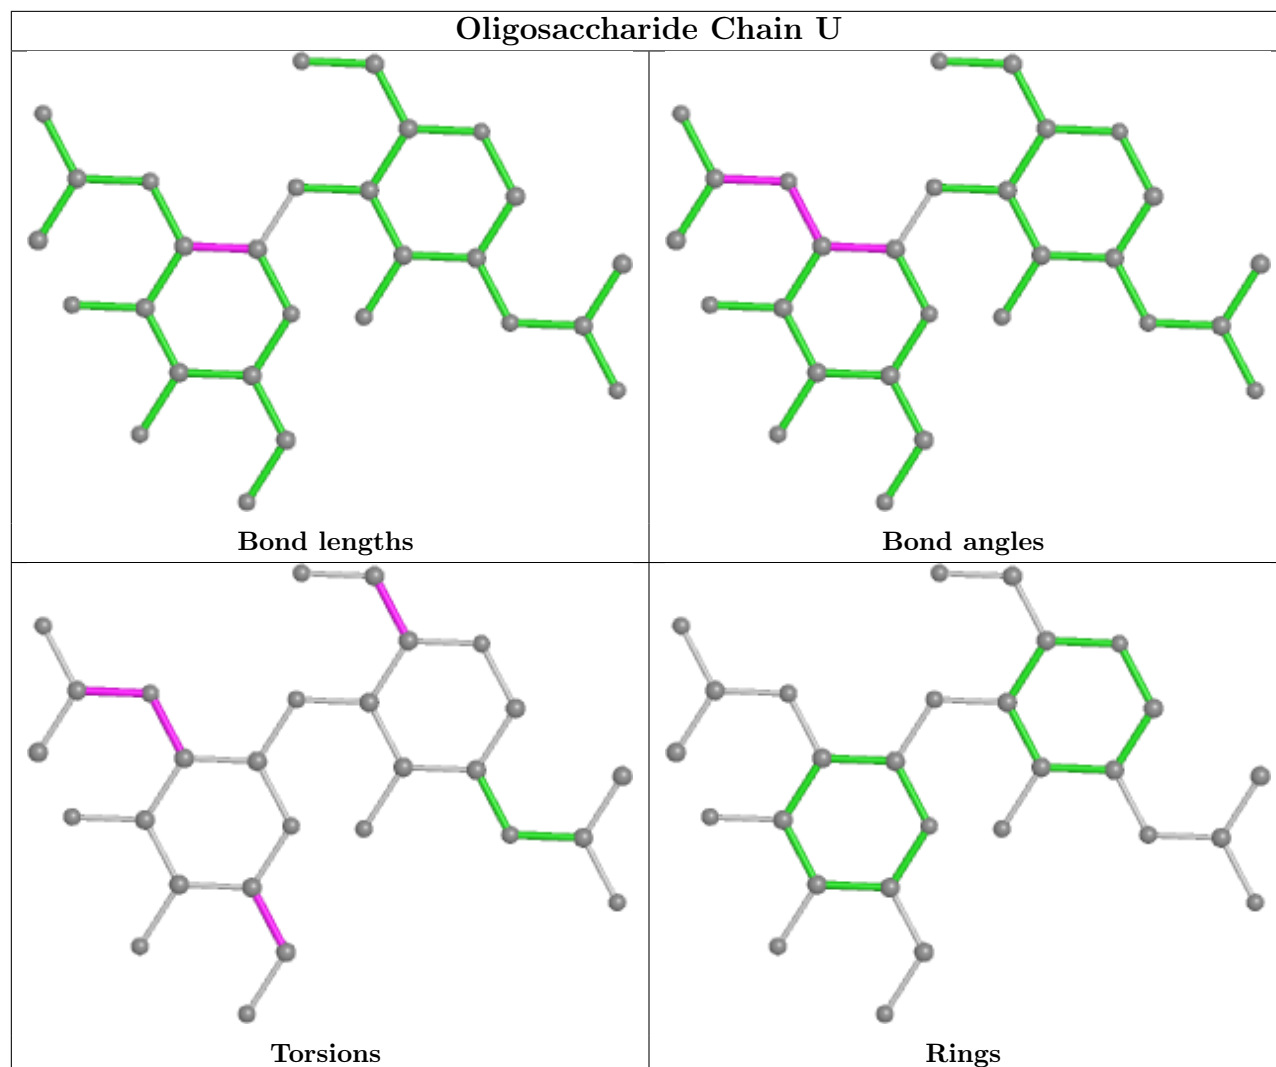 Oligosaccharide Chain U
Bond lengths
Bond angles
Torsions
Rings